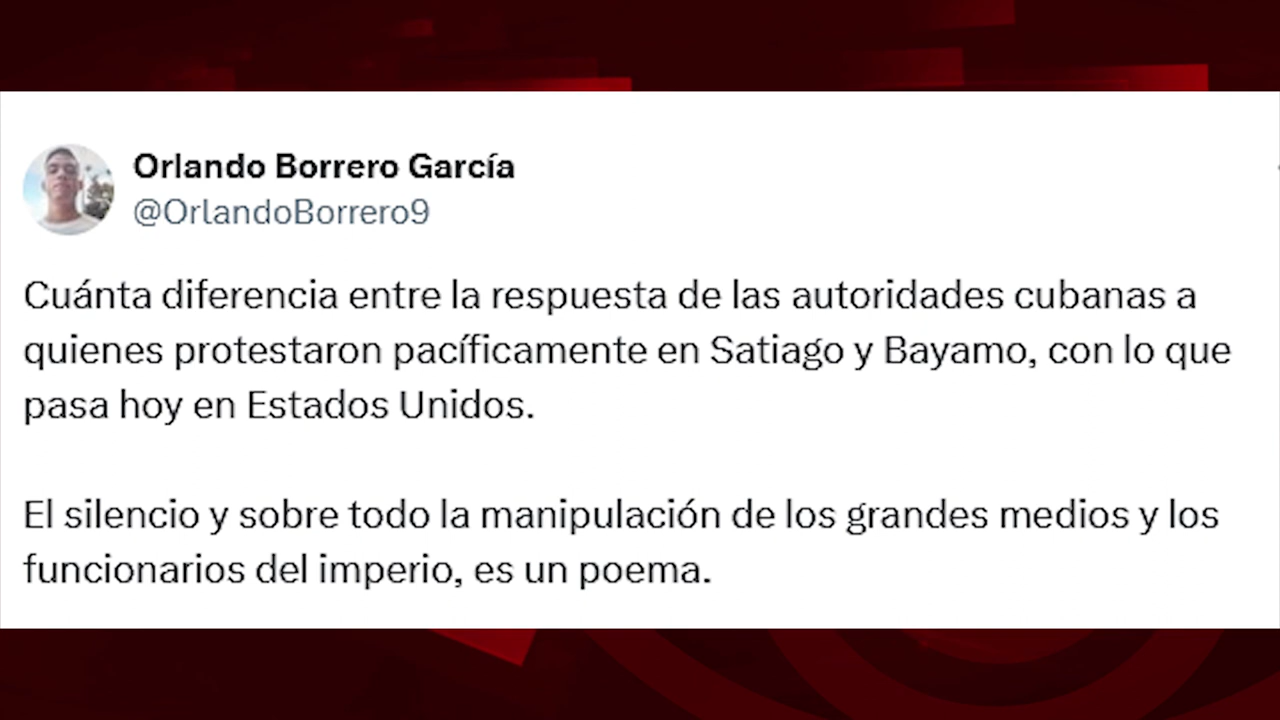 Orlando Borrero García
@OrlandoBorrero9
Cuánta diferencia entre la respuesta de las autoridades cubanas a
quienes protestaron pacíficamente en Satiago y Bayamo, con lo que
pasa hoy en Estados Unidos.
El silencio y sobre todo la manipulación de los grandes medios y los
funcionarios del imperio, es un poema.